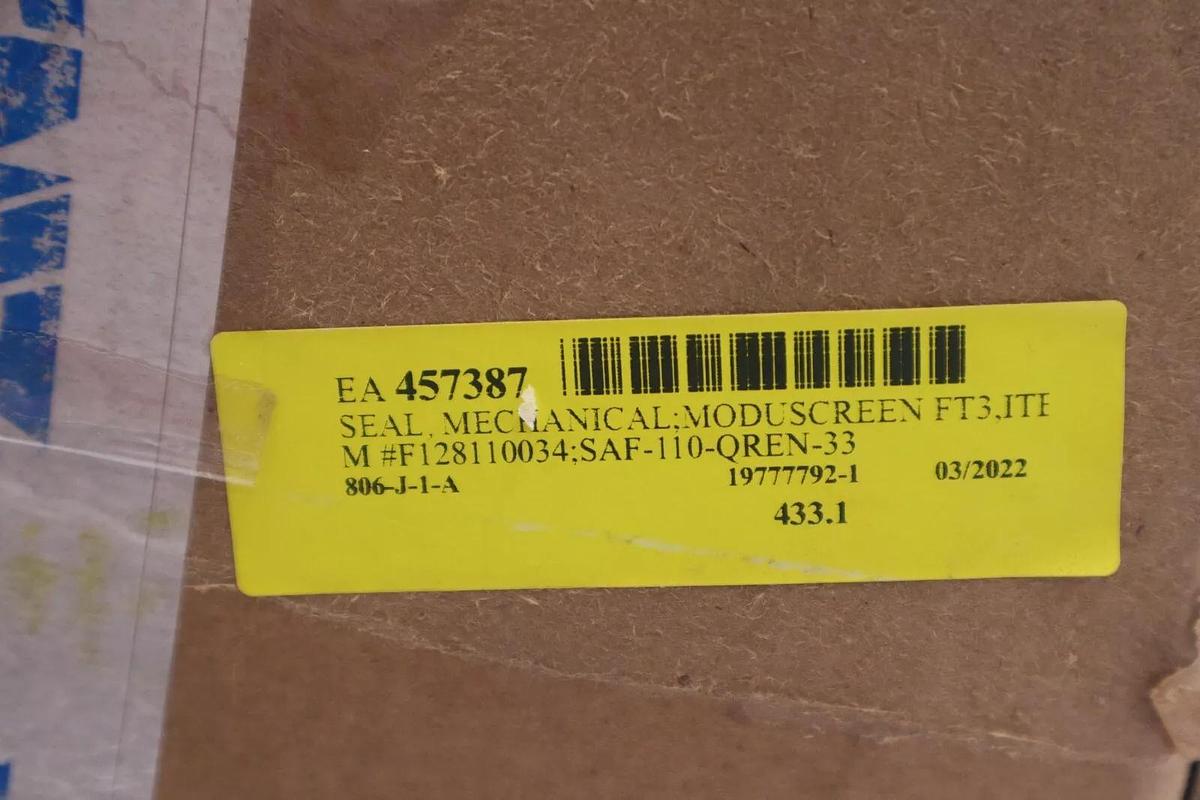 EA 457387
SEAL, MECHANICAL;MODUSCREEN FT3,ITE
M #F128110034;SAF-110-QREN-33
806-J-1-A 19777792-1 03/2022
433.1